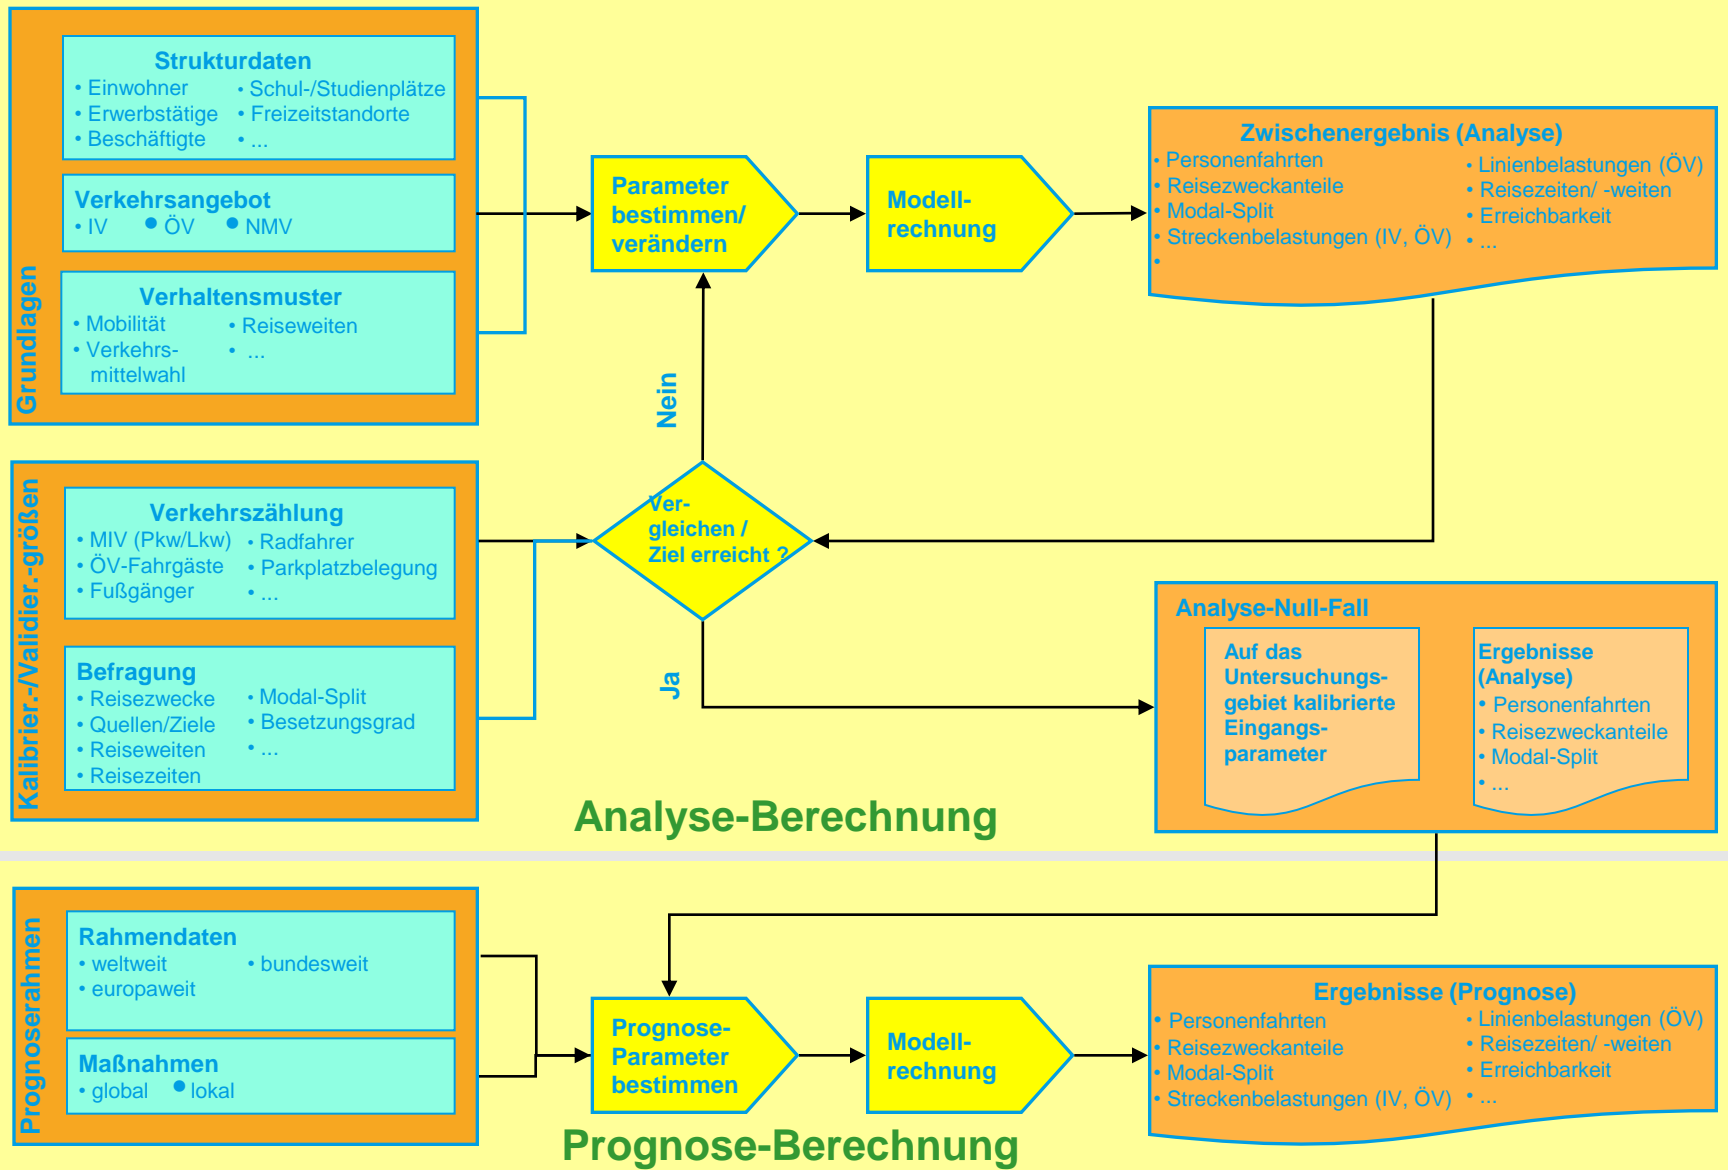 Grundlagen
Strukturdaten
• Einwohner
• Erwerbstätige
• Beschäftigte
• Schul-/Studienplätze
• Freizeitstandorte
• ...
Verkehrsangebot
• IV • ÖV • NMV
Verhaltensmuster
• Mobilität
• Verkehrs-
mittelwahl
• Reiseweiten
• ...
Parameter
bestimmen/
verändern
Modell-
rechnung
Zwischenergebnis (Analyse)
• Personenfahrten
• Reisezweckanteile
• Modal-Split
• Streckenbelastungen (IV, ÖV)
•
• Linienbelastungen (ÖV)
• Reisezeiten/ -weiten
• Erreichbarkeit
• ...
Nein
Kalibrier.-/Validier.-größen
Verkehrszählung
• MIV (Pkw/Lkw)
• ÖV-Fahrgäste
• Fußgänger
• Radfahrer
• Parkplatzbelegung
• ...
Befragung
• Reisezwecke
• Quellen/Ziele
• Reiseweiten
• Reisezeiten
• Modal-Split
• Besetzungsgrad
• ...
Ver-
gleichen /
Ziel erreicht ?
Ja
Analyse-Null-Fall
Auf das
Untersuchungs-
gebiet kalibrierte
Eingangs-
parameter
Ergebnisse
(Analyse)
• Personenfahrten
• Reisezweckanteile
• Modal-Split
• ...
Analyse-Berechnung
Prognoserahmen
Rahmendaten
• weltweit
• europaweit
• bundesweit
Maßnahmen
• global • lokal
Prognose-
Parameter
bestimmen
Modell-
rechnung
Ergebnisse (Prognose)
• Personenfahrten
• Reisezweckanteile
• Modal-Split
• Streckenbelastungen (IV, ÖV)
• Linienbelastungen (ÖV)
• Reisezeiten/ -weiten
• Erreichbarkeit
• ...
Prognose-Berechnung